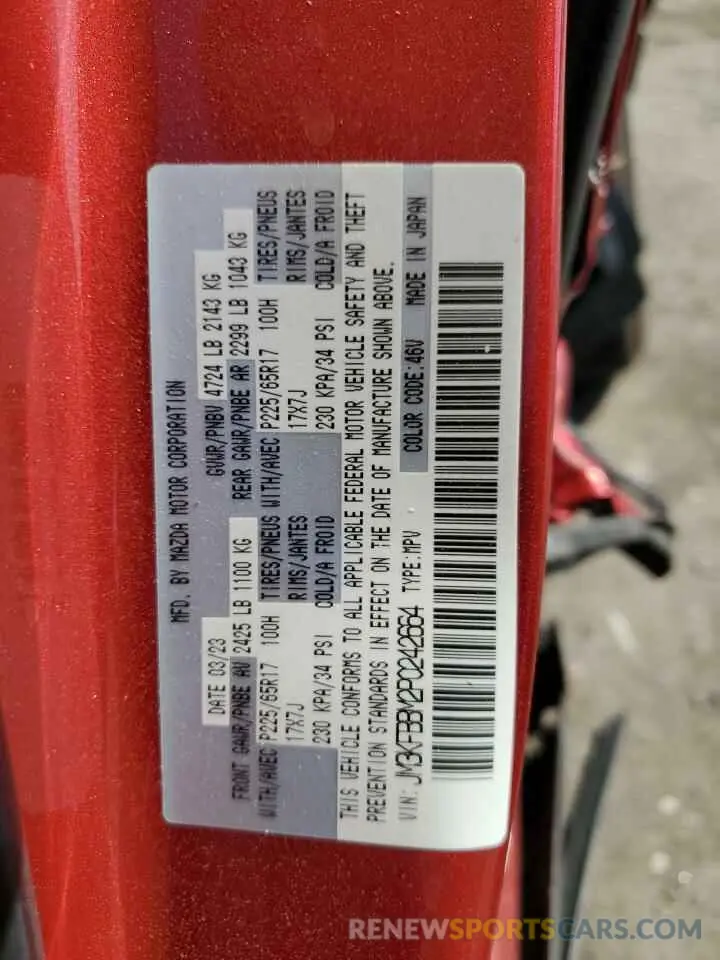 MFD. BY MAZDA MOTOR CORPORATION
DATE 03/23 GVWR/PNBV 4724 LB 2143 KG
FRONT GAWR/PNBE AV 2425 LB 1100 KG REAR GAWR/PNBE AR 2299 LB 1043 KG
WITH/AVEC P225/65R17 100H TIRES/PNEUS WITH/AVEC P225/65R17 100H TIRES/PNEUS
17X7J RIMS/JANTES 17X7J RIMS/JANTES
230 KPA/34 PSI COLD/A FROID 230 KPA/34 PSI COLD/A FROID
THIS VEHICLE CONFORMS TO ALL APPLICABLE FEDERAL MOTOR VEHICLE SAFETY AND THEFT
PREVENTION STANDARDS IN EFFECT ON THE DATE OF MANUFACTURE SHOWN ABOVE.
VIN: JM3KFBBM2P0242664 TYPE:MPV COLOR CODE:46V MADE IN JAPAN
RENEWSPORTSCARS.COM